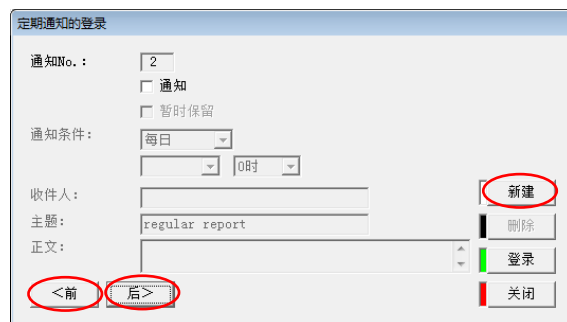 定期通知的登录
通知No.： 2
通知
暂时保留
通知条件： 每日
0时
收件人：
新建
主题： regular report
删除
正文：
登录
<前 后>
关闭